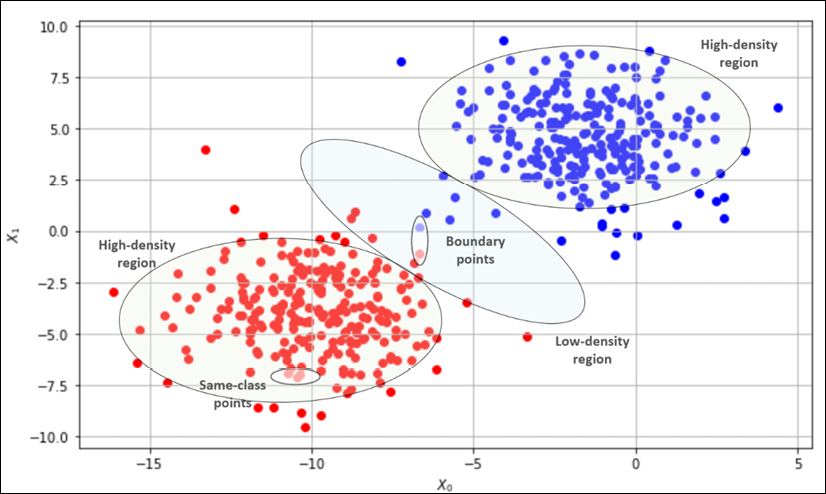 10.0
High-density
region
7.5
5.0
2.5
0.0
X₁
Boundary
points
High-density
region
−2.5
−5.0
Low-density
region
−7.5
Same-class
points
−10.0
−15
−10
−5
0
5
X₀